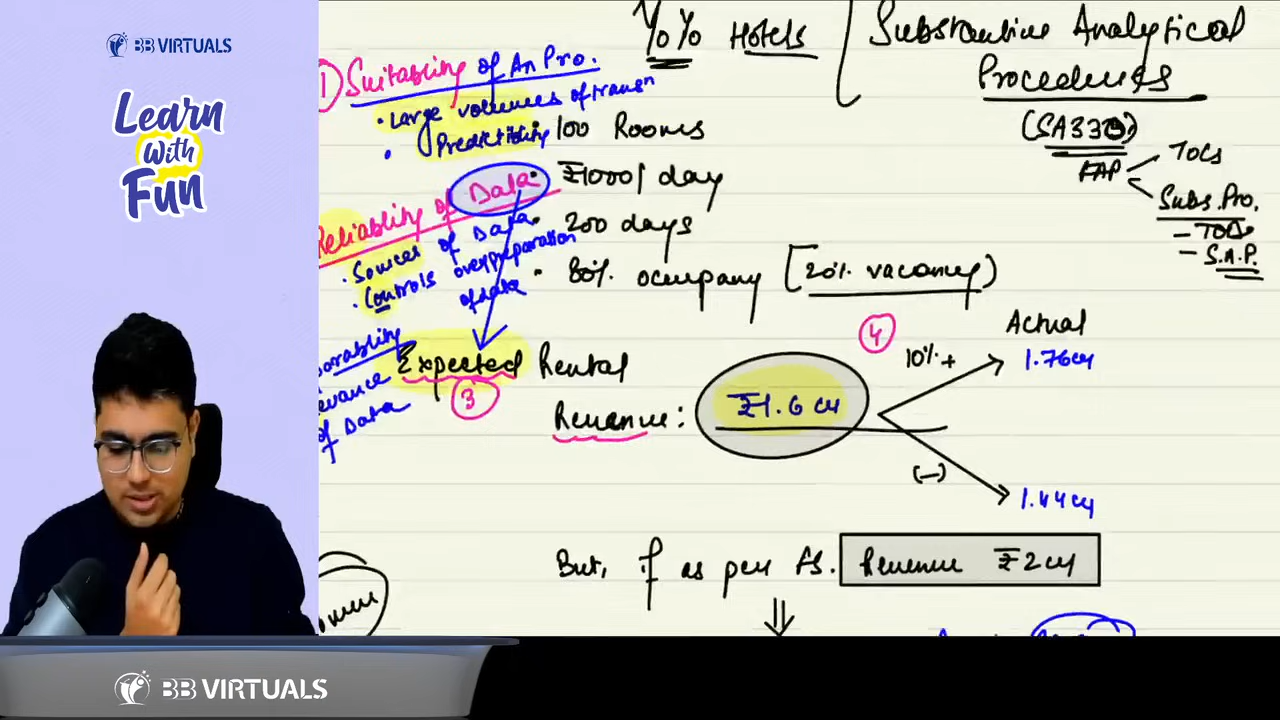 BB VIRTUALS
Learn
With
Fun
YoYo Hotels
Substantive Analytical
Procedures
(SA330)
FAP
TOCs
Subs. Pro.
- TODs
- S.A.P.
1) Suitability of An Pro.
• Large volumes of transn
• Predictability
• 100 Rooms
• ₹1000/ day
• 200 days
• 80% occupancy [20% vacancy]
Reliability of Data
• Sources of Data
• Controls over preparation
of data
of Data
Expected Rental
3
Revenue: ₹1.6 cr
4
Actual
10% +
1.76 cr
(-)
1.44 cr
But, if as per FS. Revenue ₹2 cr
BB VIRTUALS